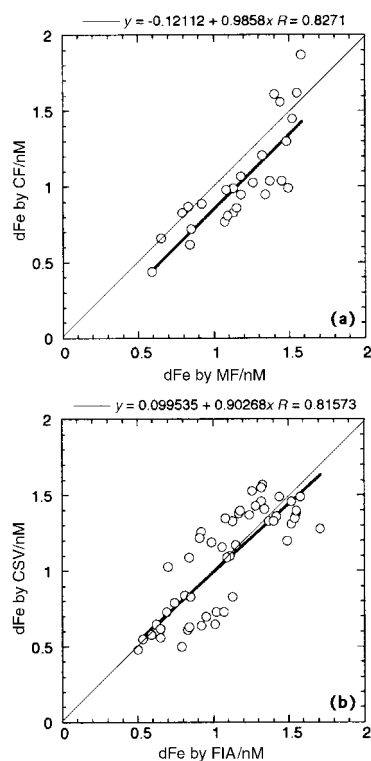 y = -0.12112 + 0.9858x R = 0.8271
2
1.5
1
0.5
0
dFe by CF/nM
(a)
0 0.5 1 1.5 2
dFe by MF/nM
y = 0.099535 + 0.90268x R = 0.81573
2
1.5
1
0.5
0
dFe by CSV/nM
(b)
0 0.5 1 1.5 2
dFe by FIA/nM